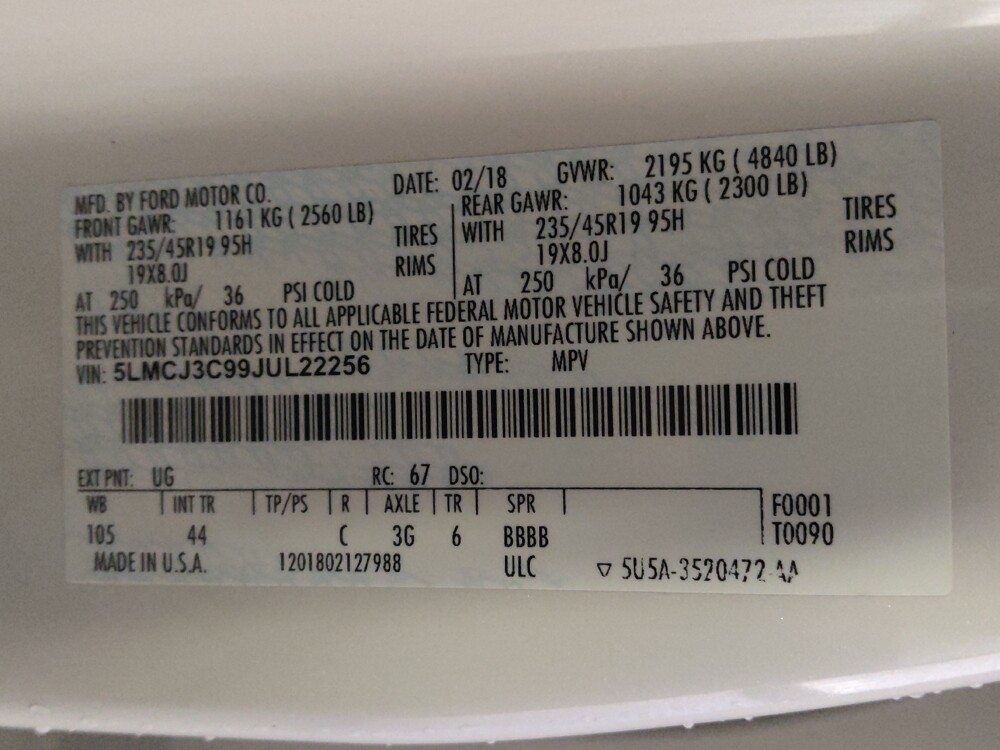 MFD. BY FORD MOTOR CO. DATE: 02/18 GVWR: 2195 KG ( 4840 LB)
FRONT GAWR: 1161 KG ( 2560 LB) REAR GAWR: 1043 KG ( 2300 LB)
WITH 235/45R19 95H TIRES WITH 235/45R19 95H TIRES
19X8.0J RIMS 19X8.0J RIMS
AT 250 kPa/ 36 PSI COLD AT 250 kPa/ 36 PSI COLD
THIS VEHICLE CONFORMS TO ALL APPLICABLE FEDERAL MOTOR VEHICLE SAFETY AND THEFT
PREVENTION STANDARDS IN EFFECT ON THE DATE OF MANUFACTURE SHOWN ABOVE.
VIN: 5LMCJ3C99JUL22256 TYPE: MPV
EXT PNT: UG RC: 67 DSO:
WB INT TR TP/PS R AXLE TR SPR F0001
105 44 C 3G 6 BBBB T0090
MADE IN U.S.A. 1201802127988 ULC ▽ 5U5A-3520472-AA